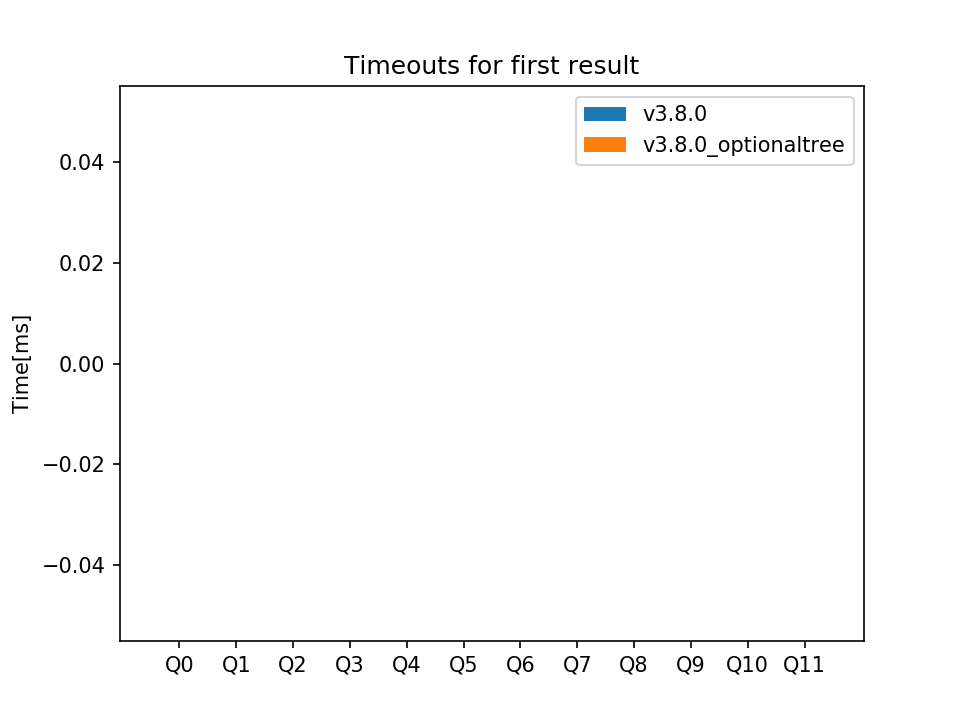 Timeouts for first result
v3.8.0
v3.8.0_optionaltree
Time[ms]
0.04
0.02
0.00
−0.02
−0.04
Q0 Q1 Q2 Q3 Q4 Q5 Q6 Q7 Q8 Q9 Q10 Q11